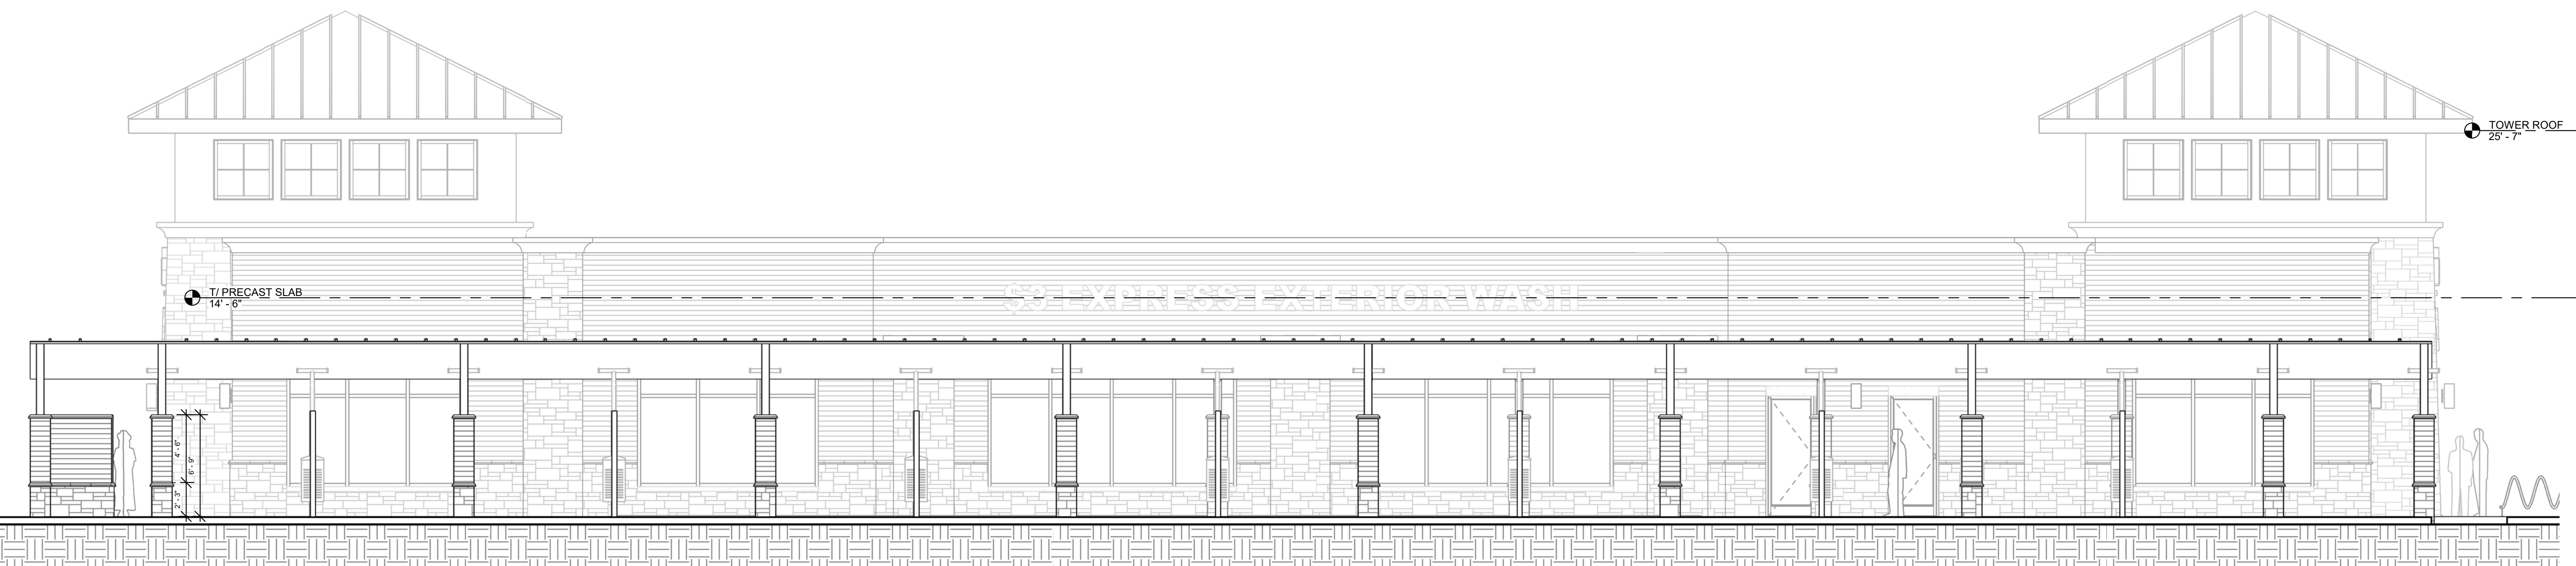 TOWER ROOF
25' - 7"
T/ PRECAST SLAB
14' - 6"
$3 EXPRESS EXTERIOR WASH
4' - 6"
6' - 9"
2' - 3"